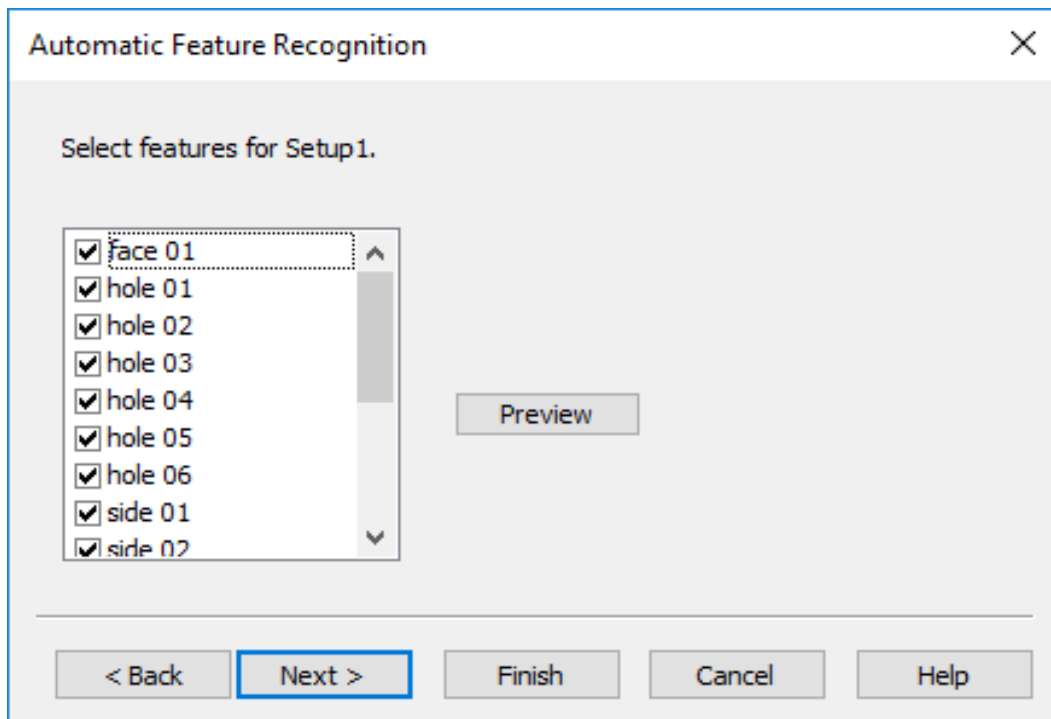 Automatic Feature Recognition
Select features for Setup1.
face 01
hole 01
hole 02
hole 03
hole 04
hole 05
hole 06
side 01
side 02
Preview
< Back
Next >
Finish
Cancel
Help